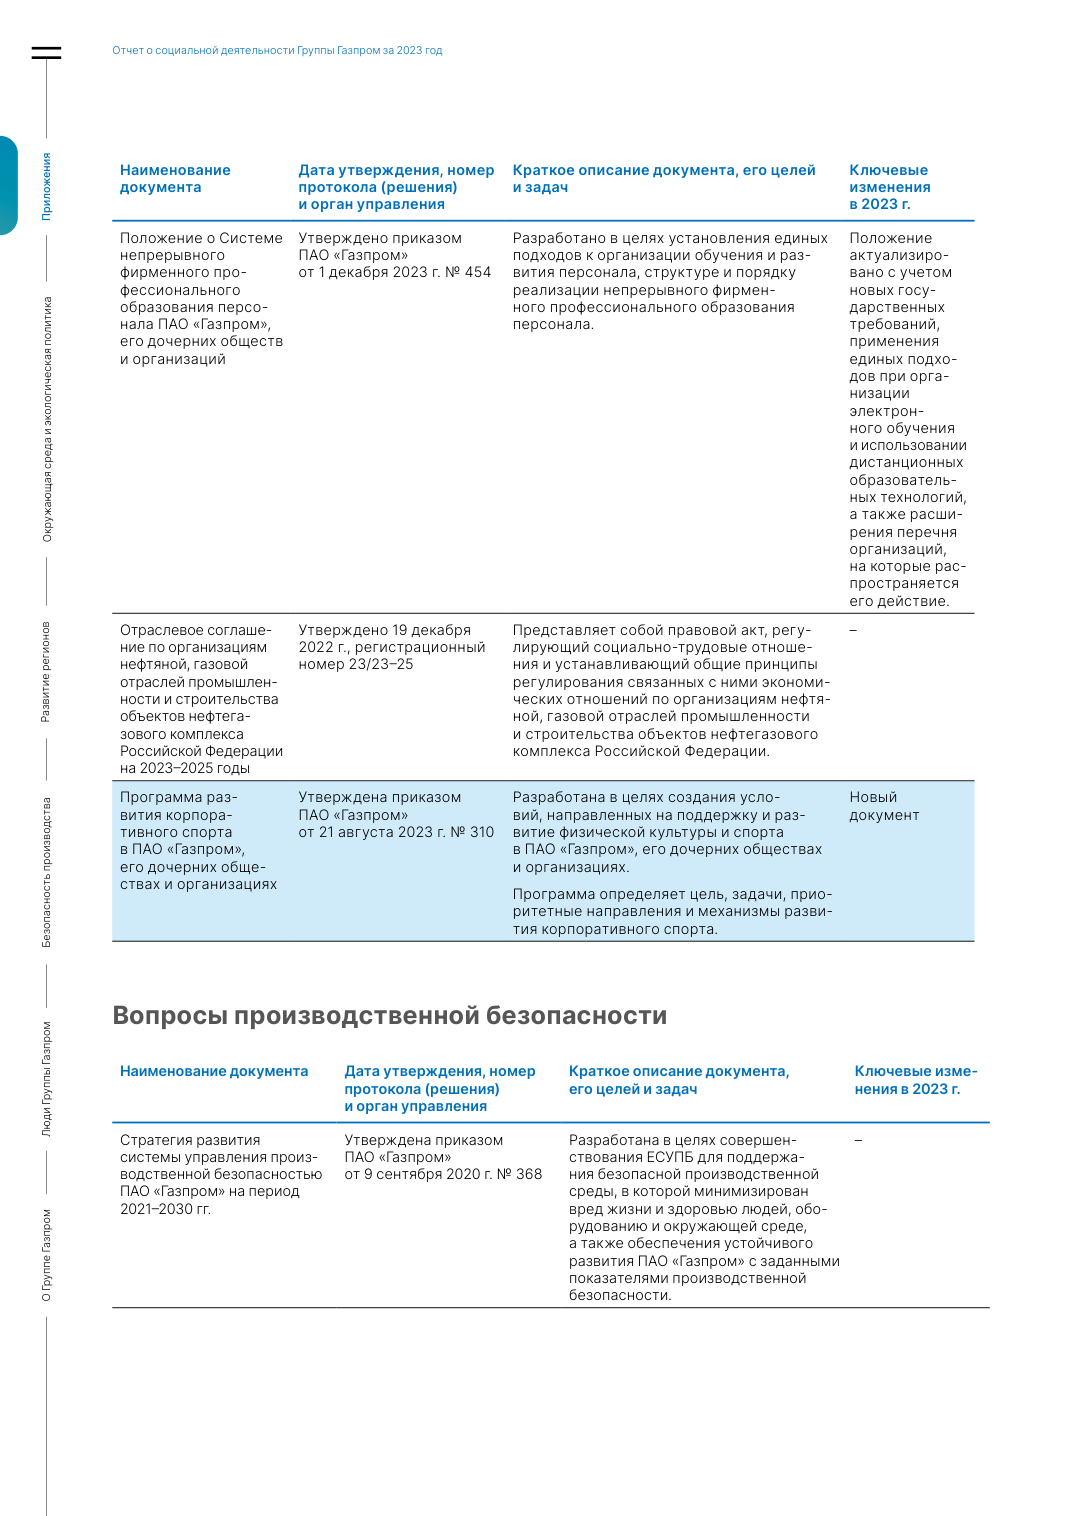 Отчет о социальной деятельности Группы Газпром за 2023 год
Приложения
Окружающая среда и экологическая политика
Развитие регионов
Безопасность производства
Люди Группы Газпром
О Группе Газпром
Наименование
документа
Дата утверждения, номер
протокола (решения)
и орган управления
Краткое описание документа, его целей
и задач
Ключевые
изменения
в 2023 г.
Положение о Системе
непрерывного
фирменного про-
фессионального
образования персо-
нала ПАО «Газпром»,
его дочерних обществ
и организаций
Утверждено приказом
ПАО «Газпром»
от 1 декабря 2023 г. № 454
Разработано в целях установления единых
подходов к организации обучения и раз-
вития персонала, структуре и порядку
реализации непрерывного фирмен-
ного профессионального образования
персонала.
Положение
актуализиро-
вано с учетом
новых госу-
дарственных
требований,
применения
единых подхо-
дов при орга-
низации
электрон-
ного обучения
и использовании
дистанционных
образователь-
ных технологий,
а также расши-
рения перечня
организаций,
на которые рас-
пространяется
его действие.
Отраслевое соглаше-
ние по организациям
нефтяной, газовой
отраслей промышлен-
ности и строительства
объектов нефтега-
зового комплекса
Российской Федерации
на 2023–2025 годы
Утверждено 19 декабря
2022 г., регистрационный
номер 23/23–25
Представляет собой правовой акт, регу-
лирующий социально-трудовые отноше-
ния и устанавливающий общие принципы
регулирования связанных с ними экономи-
ческих отношений по организациям нефтя-
ной, газовой отраслей промышленности
и строительства объектов нефтегазового
комплекса Российской Федерации.
–
Программа раз-
вития корпора-
тивного спорта
в ПАО «Газпром»,
его дочерних обще-
ствах и организациях
Утверждена приказом
ПАО «Газпром»
от 21 августа 2023 г. № 310
Разработана в целях создания усло-
вий, направленных на поддержку и раз-
витие физической культуры и спорта
в ПАО «Газпром», его дочерних обществах
и организациях.
Программа определяет цель, задачи, прио-
ритетные направления и механизмы разви-
тия корпоративного спорта.
Новый
документ
Вопросы производственной безопасности
Наименование документа
Дата утверждения, номер
протокола (решения)
и орган управления
Краткое описание документа,
его целей и задач
Ключевые изме-
нения в 2023 г.
Стратегия развития
системы управления произ-
водственной безопасностью
ПАО «Газпром» на период
2021–2030 гг.
Утверждена приказом
ПАО «Газпром»
от 9 сентября 2020 г. № 368
Разработана в целях совершен-
ствования ЕСУПБ для поддержа-
ния безопасной производственной
среды, в которой минимизирован
вред жизни и здоровью людей, обо-
рудованию и окружающей среде,
а также обеспечения устойчивого
развития ПАО «Газпром» с заданными
показателями производственной
безопасности.
–